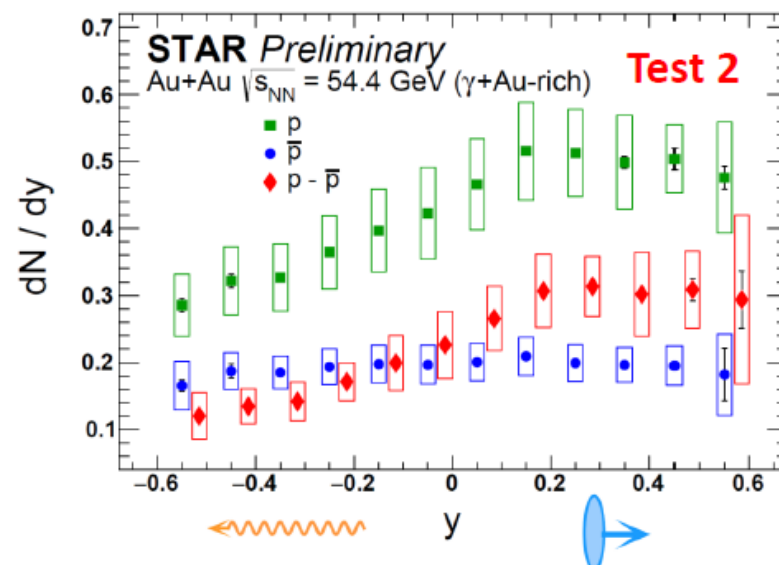 STAR Preliminary
Au+Au √s_NN = 54.4 GeV (γ+Au-rich)
Test 2
p
p̅
p - p̅
dN / dy
0.7
0.6
0.5
0.4
0.3
0.2
0.1
−0.6 −0.4 −0.2 0 0.2 0.4 0.6
y